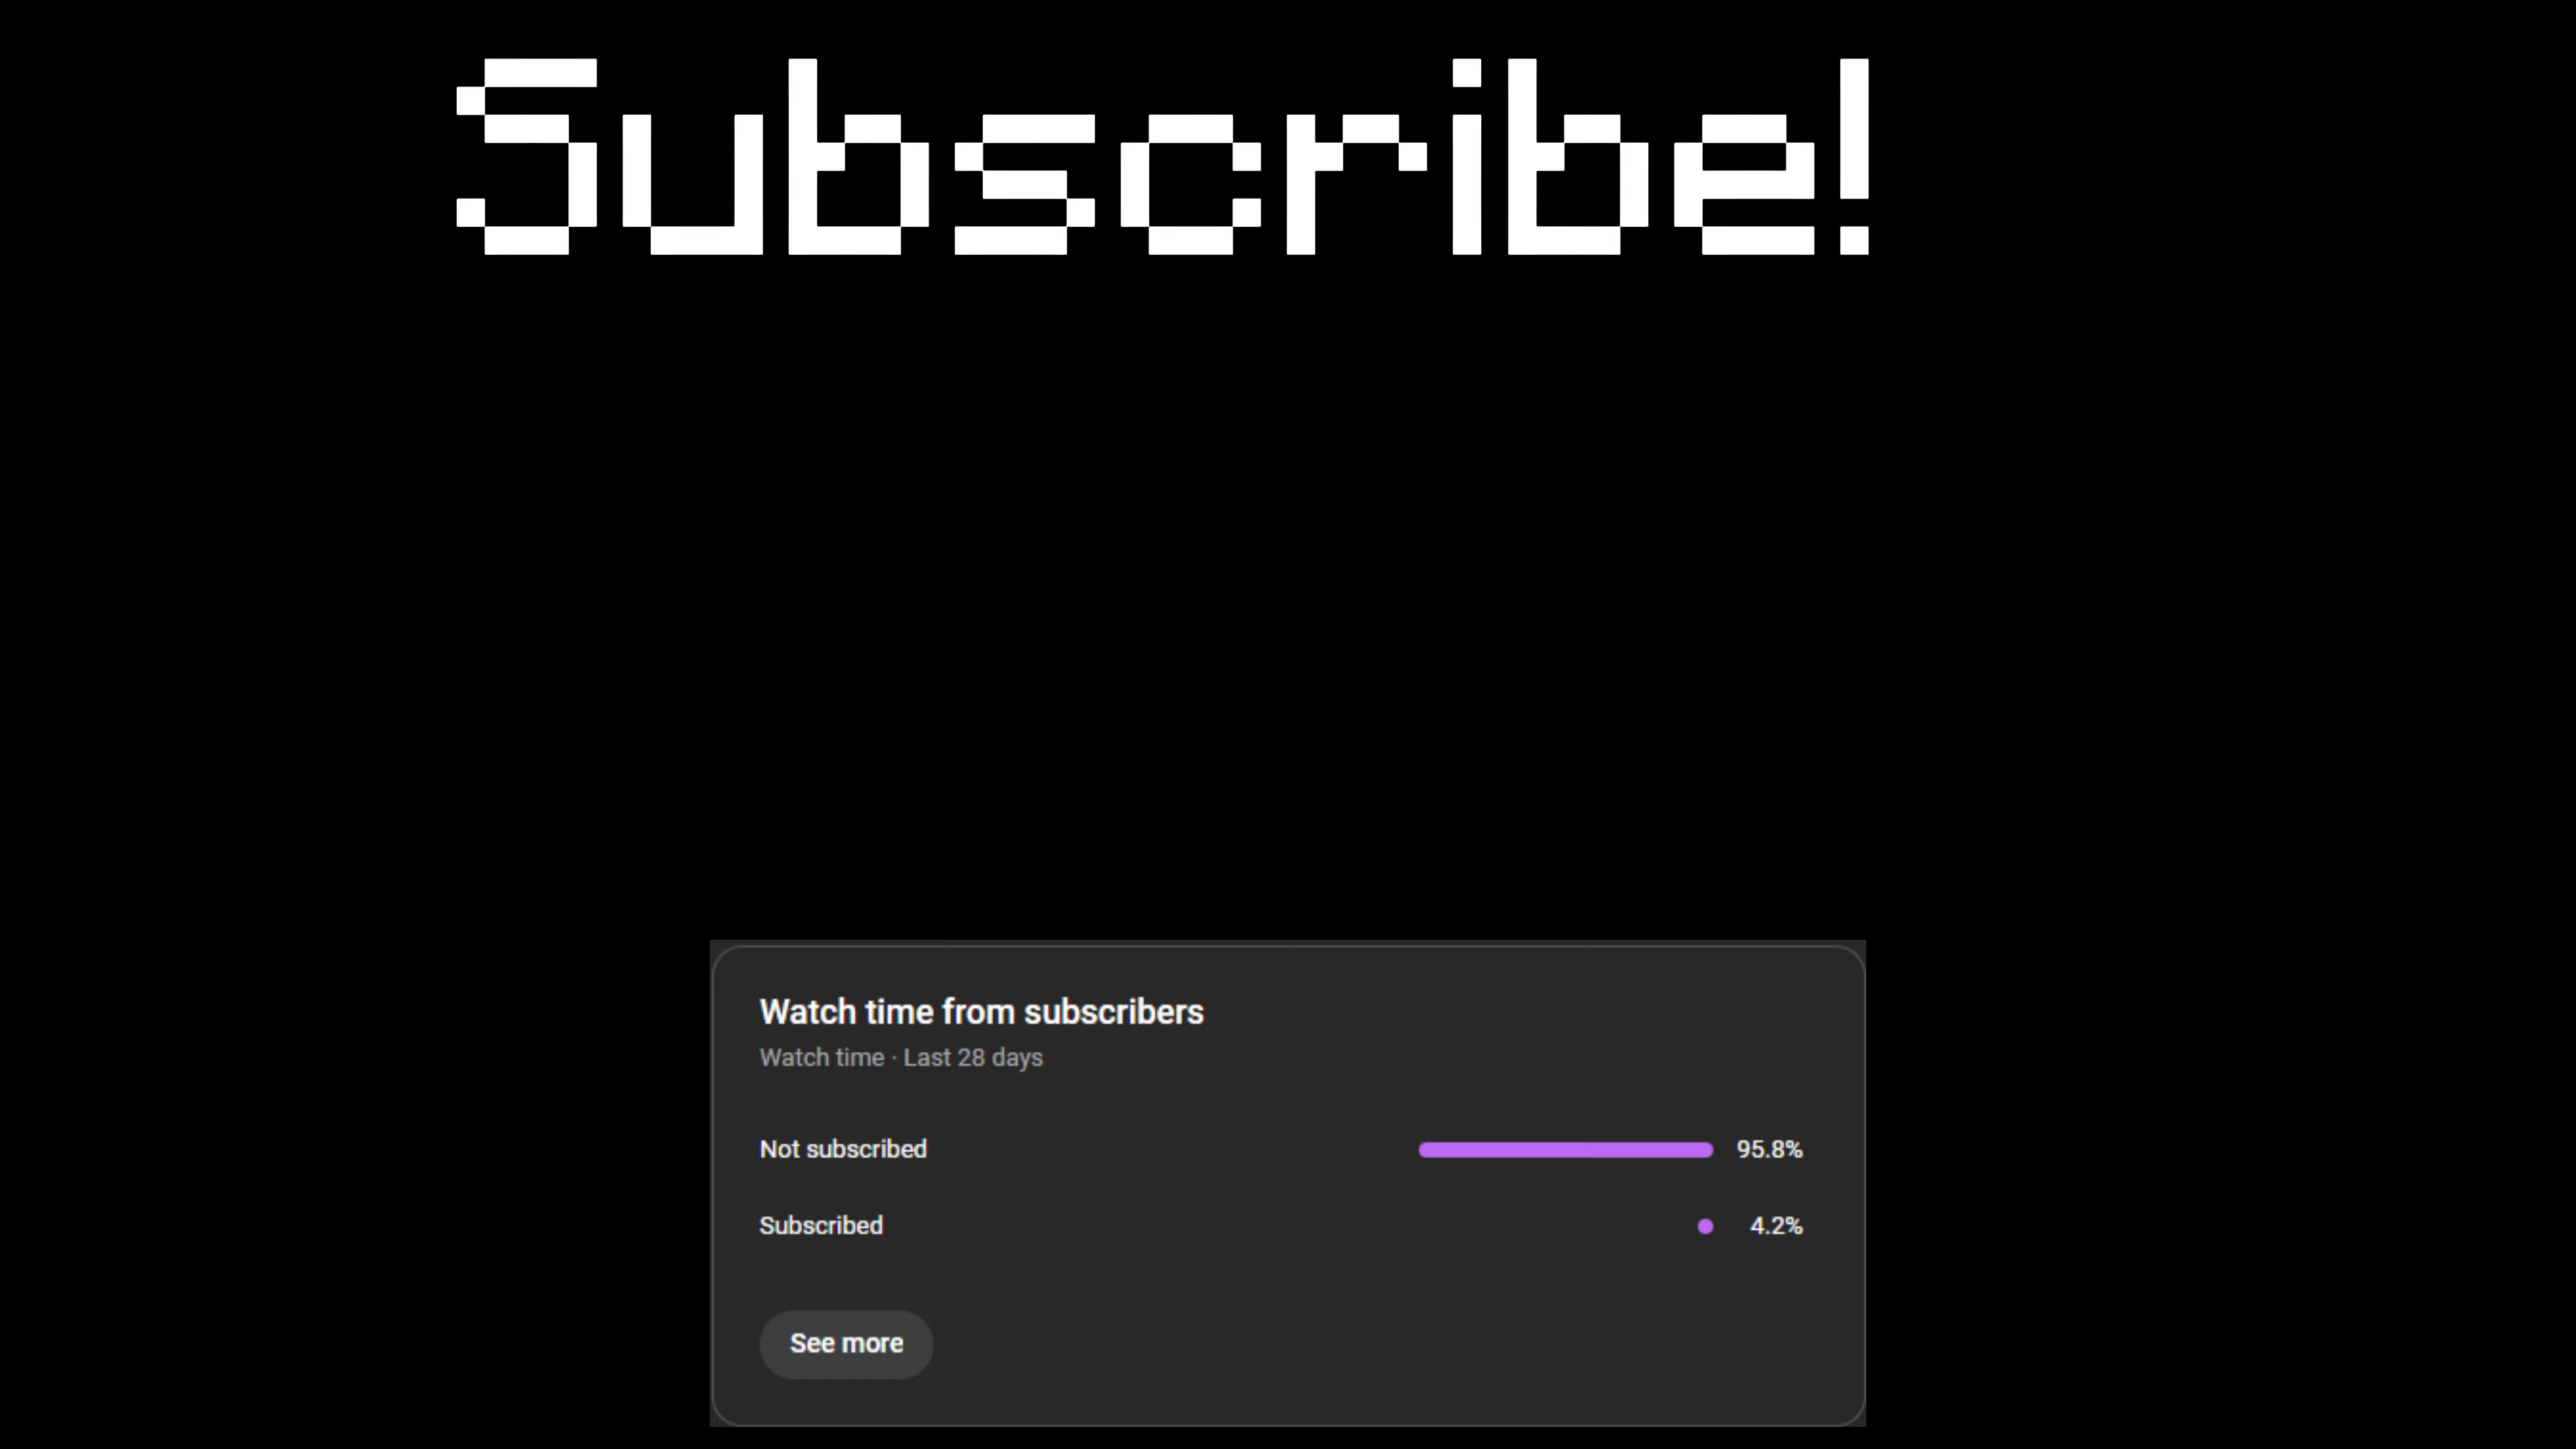 Subscribe!
Watch time from subscribers
Watch time · Last 28 days
Not subscribed 95.8%
Subscribed 4.2%
See more